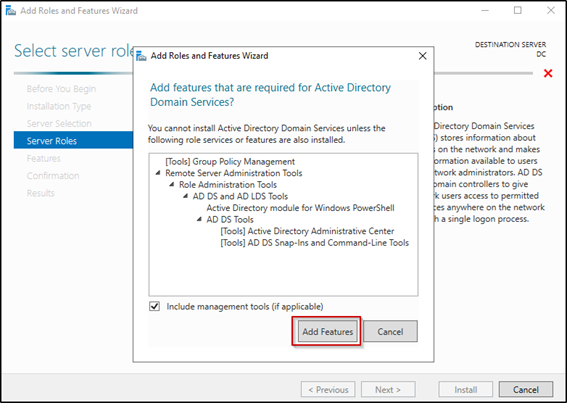 Add Roles and Features Wizard
Select server role
DESTINATION SERVER
DC
Before You Begin
Installation Type
Server Selection
Server Roles
Features
Confirmation
Results
Add Roles and Features Wizard
Add features that are required for Active Directory
Domain Services?
You cannot install Active Directory Domain Services unless the
following role services or features are also installed.
[Tools] Group Policy Management
Remote Server Administration Tools
Role Administration Tools
AD DS and AD LDS Tools
Active Directory module for Windows PowerShell
AD DS Tools
[Tools] Active Directory Administrative Center
[Tools] AD DS Snap-Ins and Command-Line Tools
Include management tools (if applicable)
Add Features
Cancel
ption
Directory Domain Services
S) stores information about
s on the network and makes
formation available to users
twork administrators. AD DS
omain controllers to give
k users access to permitted
ces anywhere on the network
h a single logon process.
< Previous
Next >
Install
Cancel